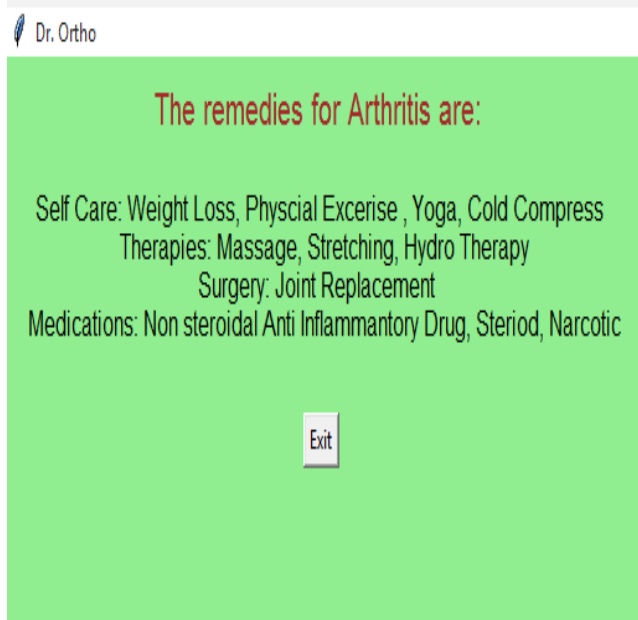 Dr. Ortho
The remedies for Arthritis are:
Self Care: Weight Loss, Physcial Excerise , Yoga, Cold Compress
Therapies: Massage, Stretching, Hydro Therapy
Surgery: Joint Replacement
Medications: Non steroidal Anti Inflammantory Drug, Steriod, Narcotic
Exit